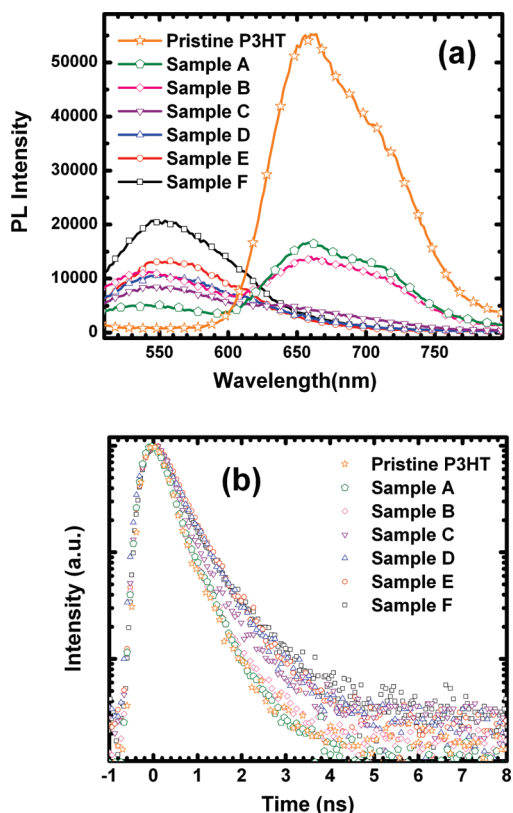 (a)
Pristine P3HT
Sample A
Sample B
Sample C
Sample D
Sample E
Sample F
PL Intensity
50000
40000
30000
20000
10000
0
550 600 650 700 750
Wavelength(nm)
(b)
Pristine P3HT
Sample A
Sample B
Sample C
Sample D
Sample E
Sample F
Intensity (a.u.)
-1 0 1 2 3 4 5 6 7 8
Time (ns)